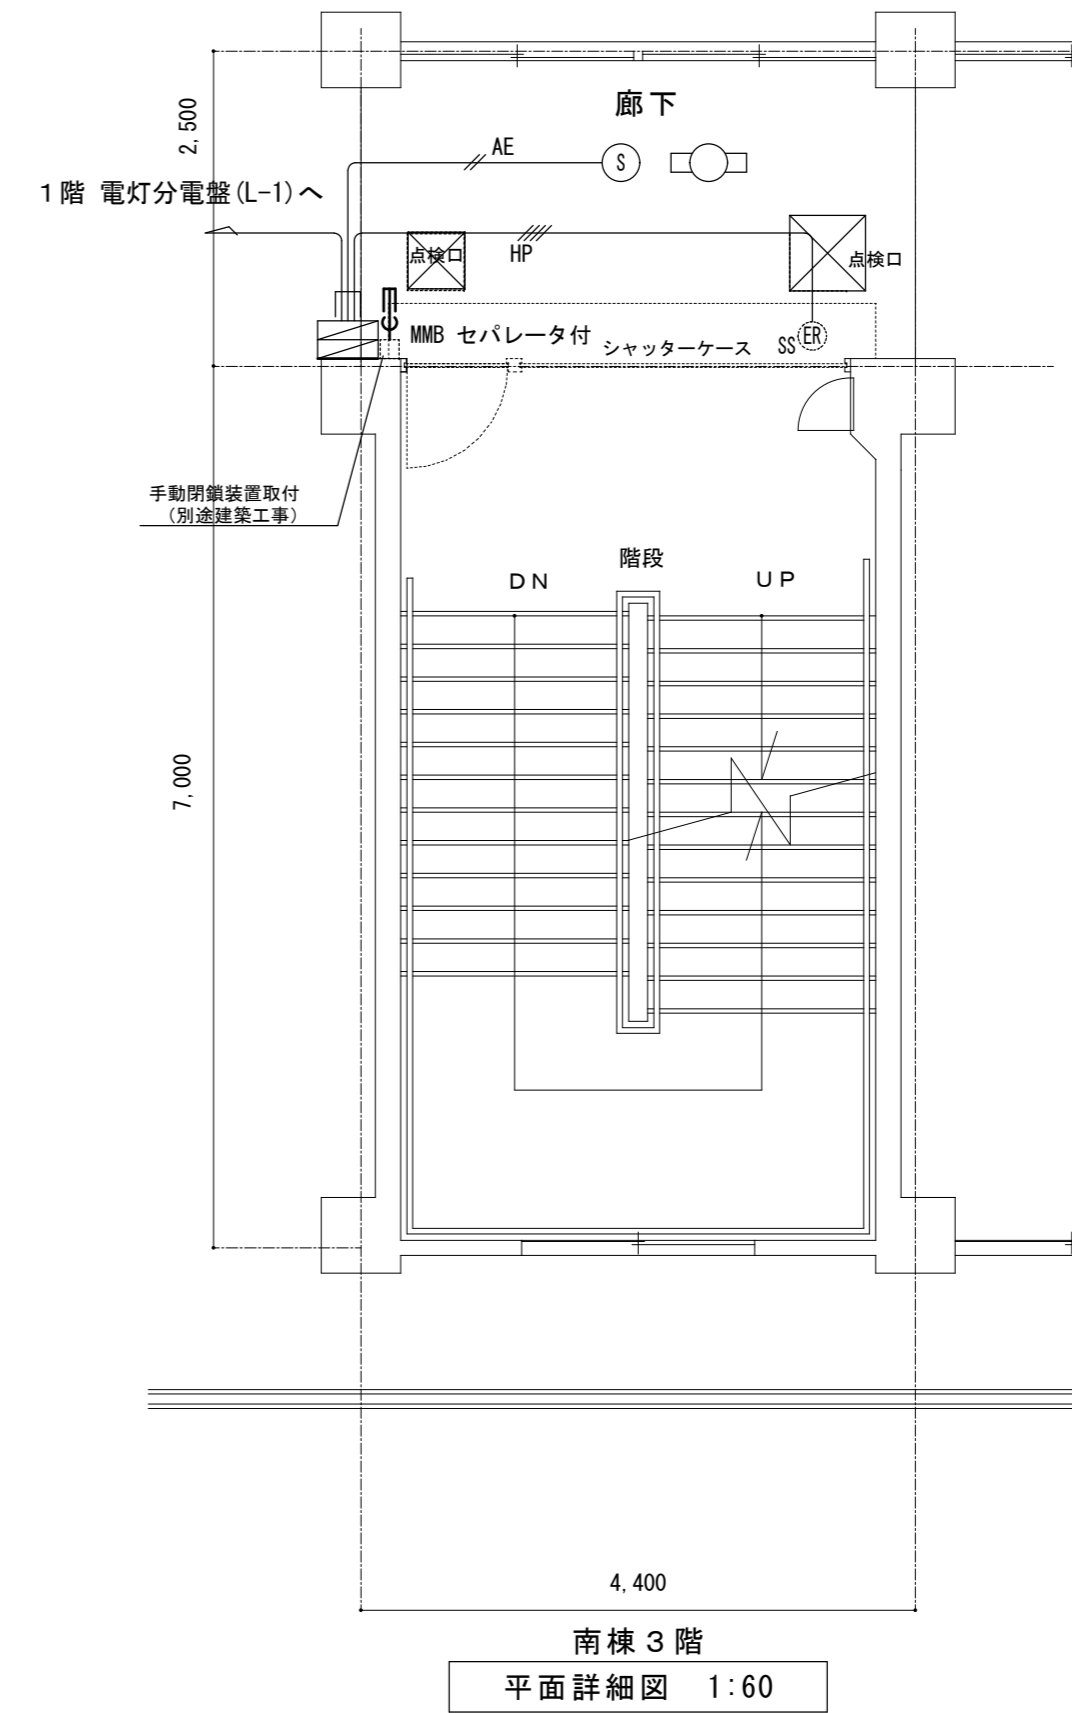 廊下
2,500
AE
S
1階 電灯分電盤(L-1)へ
点検口
HP
点検口
MMB セパレータ付
シャッターケース
SS
ER
手動閉鎖装置取付
(別途建築工事)
階段
DN
UP
7,000
4,400
南棟3階
平面詳細図 1:60